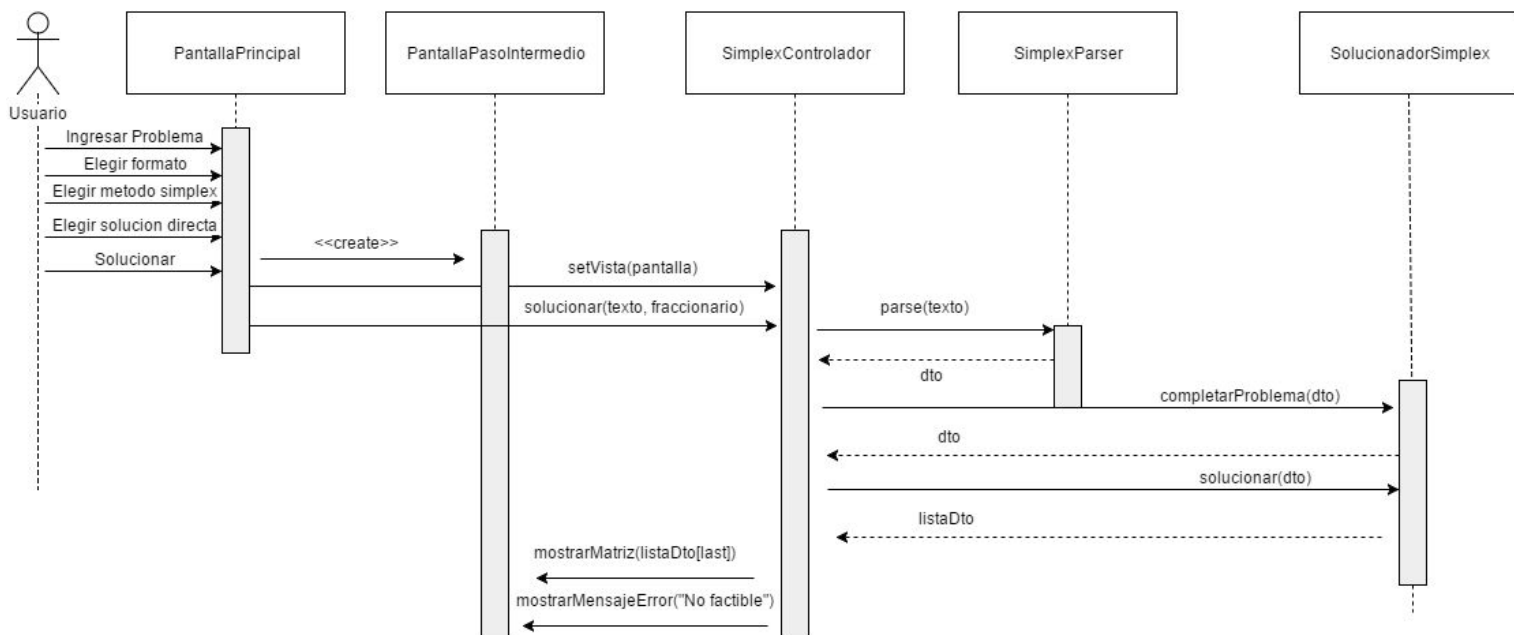 PantallaPrincipal
PantallaPasoIntermedio
SimplexControlador
SimplexParser
SolucionadorSimplex
Usuario
Ingresar Problema
Elegir formato
Elegir metodo simplex
Elegir solucion directa
Solucionar
<<create>>
setVista(pantalla)
solucionar(texto, fraccionario)
parse(texto)
dto
completarProblema(dto)
dto
solucionar(dto)
listaDto
mostrarMatriz(listaDto[last])
mostrarMensajeError("No factible")